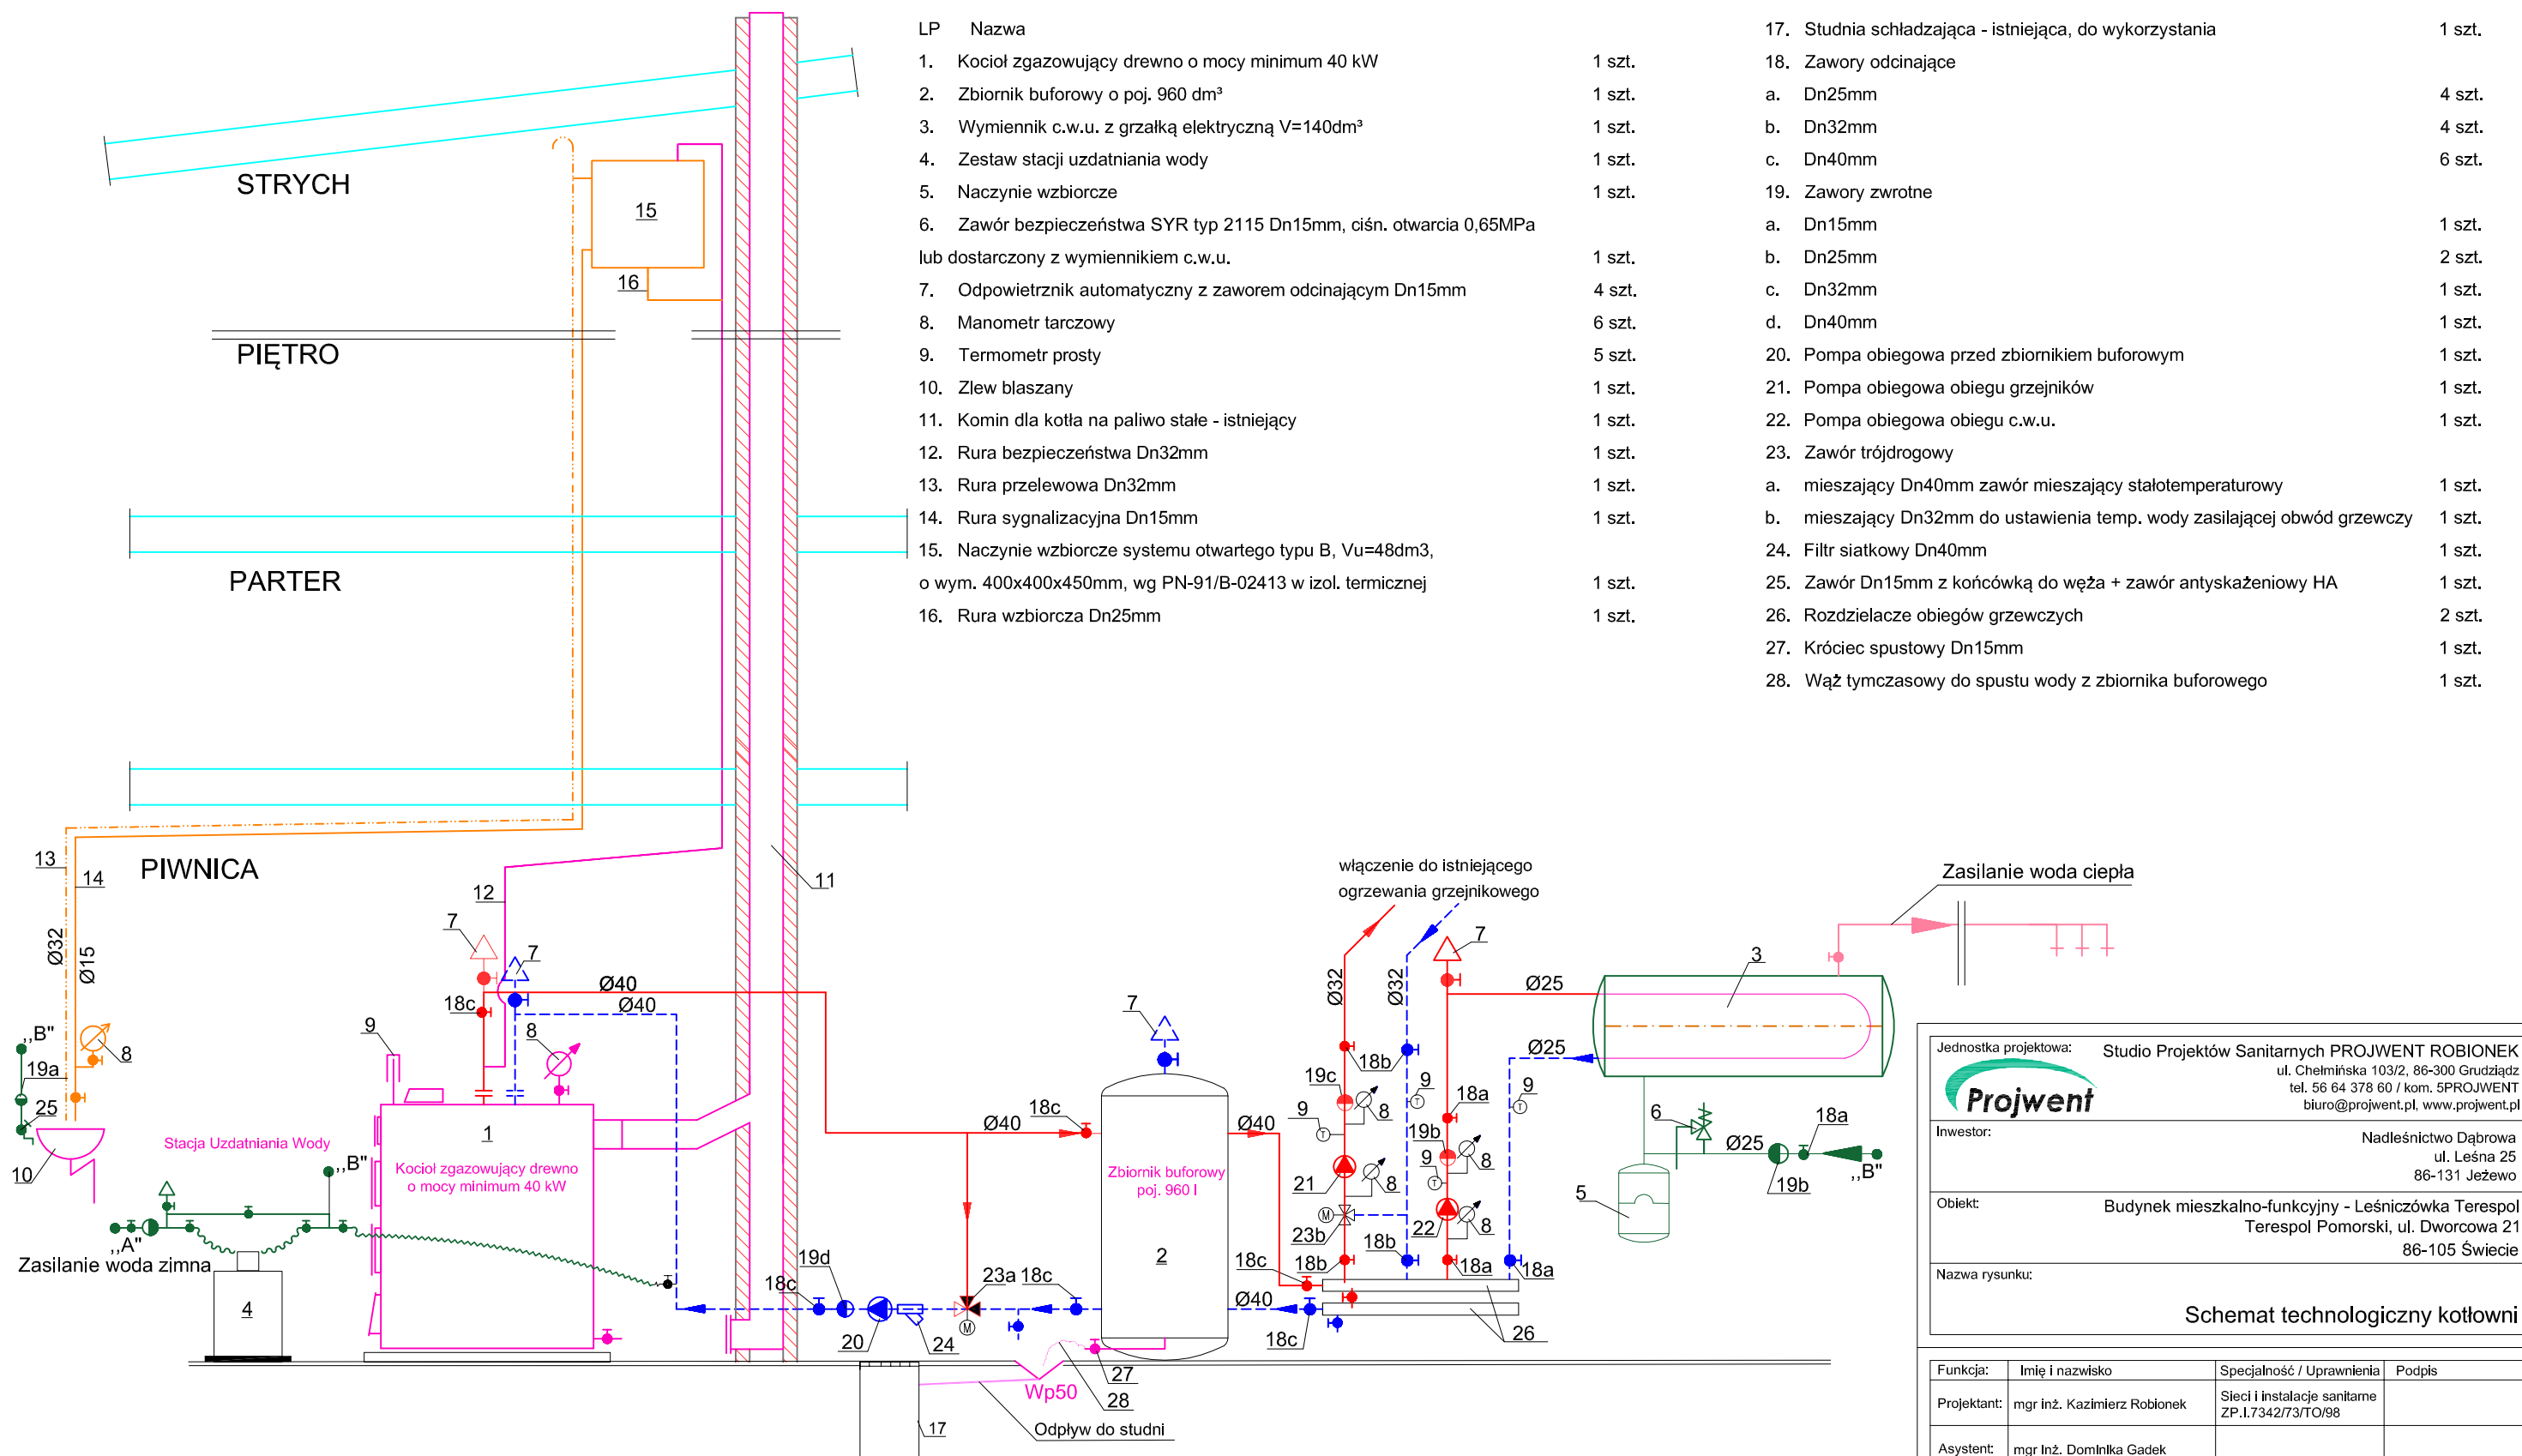 LP Nazwa
1. Kocioł zgazowujący drewno o mocy minimum 40 kW 1 szt.
2. Zbiornik buforowy o poj. 960 dm³ 1 szt.
3. Wymiennik c.w.u. z grzałką elektryczną V=140dm³ 1 szt.
4. Zestaw stacji uzdatniania wody 1 szt.
5. Naczynie wzbiorcze 1 szt.
6. Zawór bezpieczeństwa SYR typ 2115 Dn15mm, ciśn. otwarcia 0,65MPa
lub dostarczony z wymiennikiem c.w.u. 1 szt.
7. Odpowietrznik automatyczny z zaworem odcinającym Dn15mm 4 szt.
8. Manometr tarczowy 6 szt.
9. Termometr prosty 5 szt.
10. Zlew blaszany 1 szt.
11. Komin dla kotła na paliwo stałe - istniejący 1 szt.
12. Rura bezpieczeństwa Dn32mm 1 szt.
13. Rura przelewowa Dn32mm 1 szt.
14. Rura sygnalizacyjna Dn15mm 1 szt.
15. Naczynie wzbiorcze systemu otwartego typu B, Vu=48dm3,
o wym. 400x400x450mm, wg PN-91/B-02413 w izol. termicznej 1 szt.
16. Rura wzbiorcza Dn25mm 1 szt.
17. Studnia schładzająca - istniejąca, do wykorzystania 1 szt.
18. Zawory odcinające
a. Dn25mm 4 szt.
b. Dn32mm 4 szt.
c. Dn40mm 6 szt.
19. Zawory zwrotne
a. Dn15mm 1 szt.
b. Dn25mm 2 szt.
c. Dn32mm 1 szt.
d. Dn40mm 1 szt.
20. Pompa obiegowa przed zbiornikiem buforowym 1 szt.
21. Pompa obiegowa obiegu grzejników 1 szt.
22. Pompa obiegowa obiegu c.w.u. 1 szt.
23. Zawór trójdrogowy
a. mieszający Dn40mm zawór mieszający stałotemperaturowy 1 szt.
b. mieszający Dn32mm do ustawienia temp. wody zasilającej obwód grzewczy 1 szt.
24. Filtr siatkowy Dn40mm 1 szt.
25. Zawór Dn15mm z końcówką do węża + zawór antyskażeniowy HA 1 szt.
26. Rozdzielacze obiegów grzewczych 2 szt.
27. Króciec spustowy Dn15mm 1 szt.
28. Wąż tymczasowy do spustu wody z zbiornika buforowego 1 szt.
STRYCH
15
16
PIĘTRO
PARTER
PIWNICA
13
14
12
11
7
7
Ø32
Ø15
Ø40
Ø40
18c
8
9
8
,,B"
19a
25
10
Stacja Uzdatniania Wody
,,B"
,,A"
Zasilanie woda zimna
4
1
Kocioł zgazowujący drewno
o mocy minimum 40 kW
18c
19d
20
24
23a
M
18c
Wp50
17
Odpływ do studni
27
28
7
Ø40
18c
Zbiornik buforowy
poj. 960 l
2
Ø40
18c
Ø40
18c
26
włączenie do istniejącego
ogrzewania grzejnikowego
Ø32
Ø32
7
18b
19c
9
T
8
9
T
18a
19b
9
T
8
21
8
M
23b
22
8
18b
18b
18a
18a
Ø25
Ø25
9
T
3
Zasilanie woda ciepła
6
5
Ø25
18a
19b
,,B"
Jednostka projektowa:
Projwent
Studio Projektów Sanitarnych PROJWENT ROBIONEK
ul. Chełmińska 103/2, 86-300 Grudziądz
tel. 56 64 378 60 / kom. 5PROJWENT
biuro@projwent.pl, www.projwent.pl
Inwestor:
Nadleśnictwo Dąbrowa
ul. Leśna 25
86-131 Jeżewo
Obiekt:
Budynek mieszkalno-funkcyjny - Leśniczówka Terespol
Terespol Pomorski, ul. Dworcowa 21
86-105 Świecie
Nazwa rysunku:
Schemat technologiczny kotłowni
Funkcja: Imię i nazwisko Specjalność / Uprawnienia Podpis
Projektant: mgr inż. Kazimierz Robionek Sieci i instalacje sanitarne
ZP.I.7342/73/TO/98
Asystent: mgr inż. Dominika Gadek